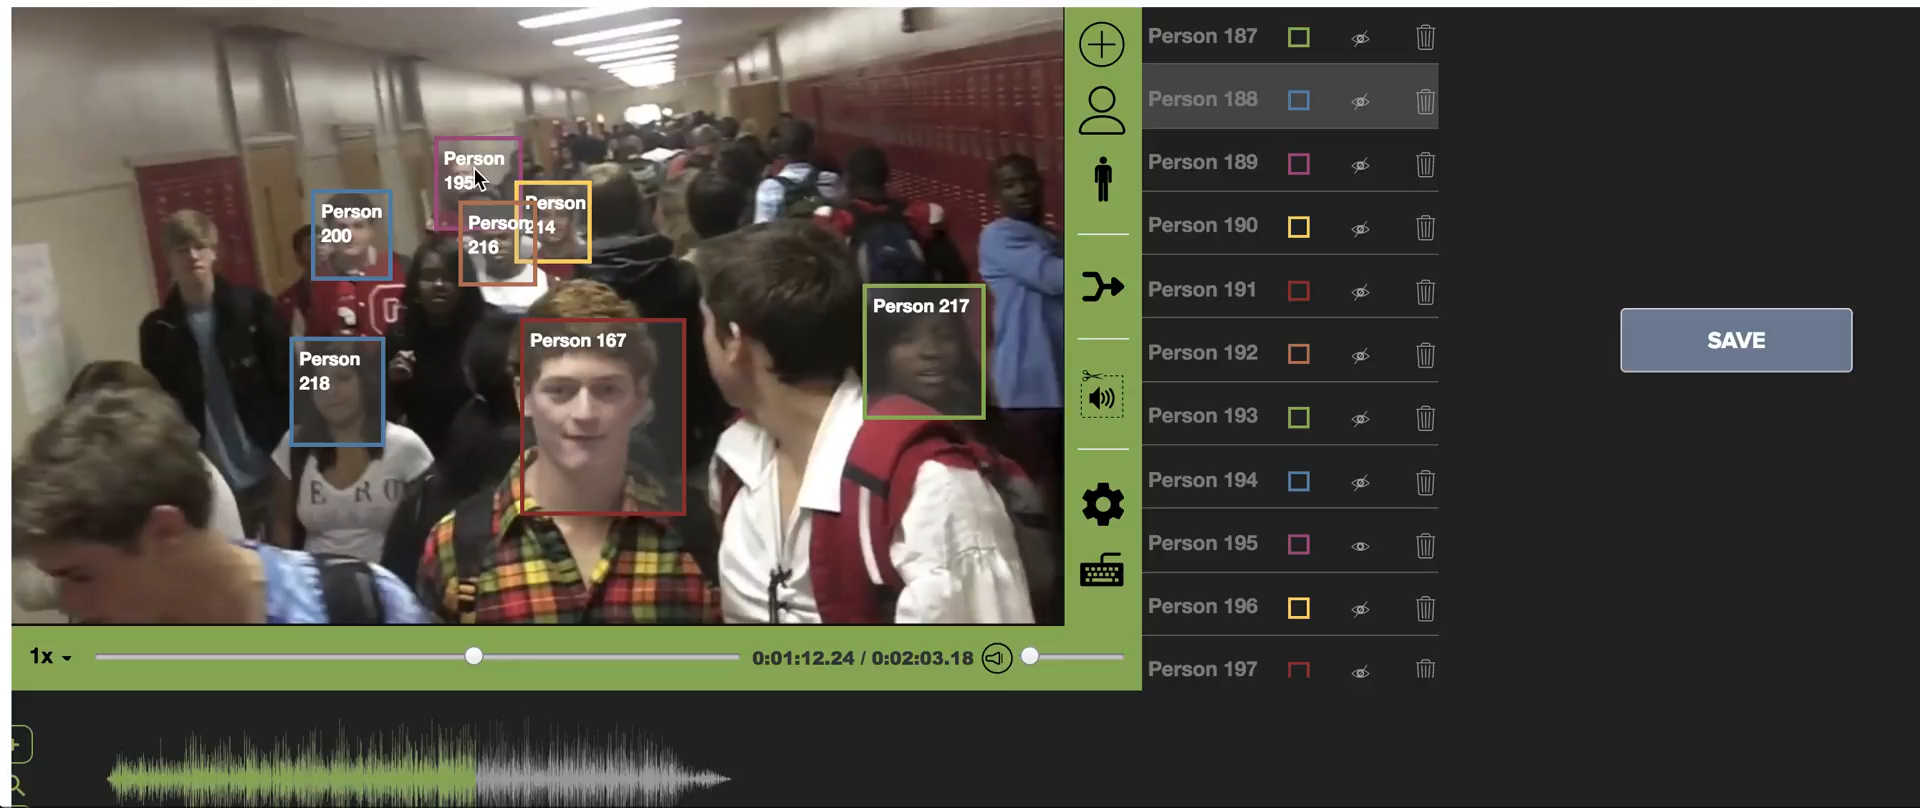 Person
195
Person
200
Person
214
Person
216
Person 217
Person 167
Person
218
E R O
1x
0:01:12.24 / 0:02:03.18
Person 187
Person 188
Person 189
Person 190
Person 191
Person 192
Person 193
Person 194
Person 195
Person 196
Person 197
SAVE